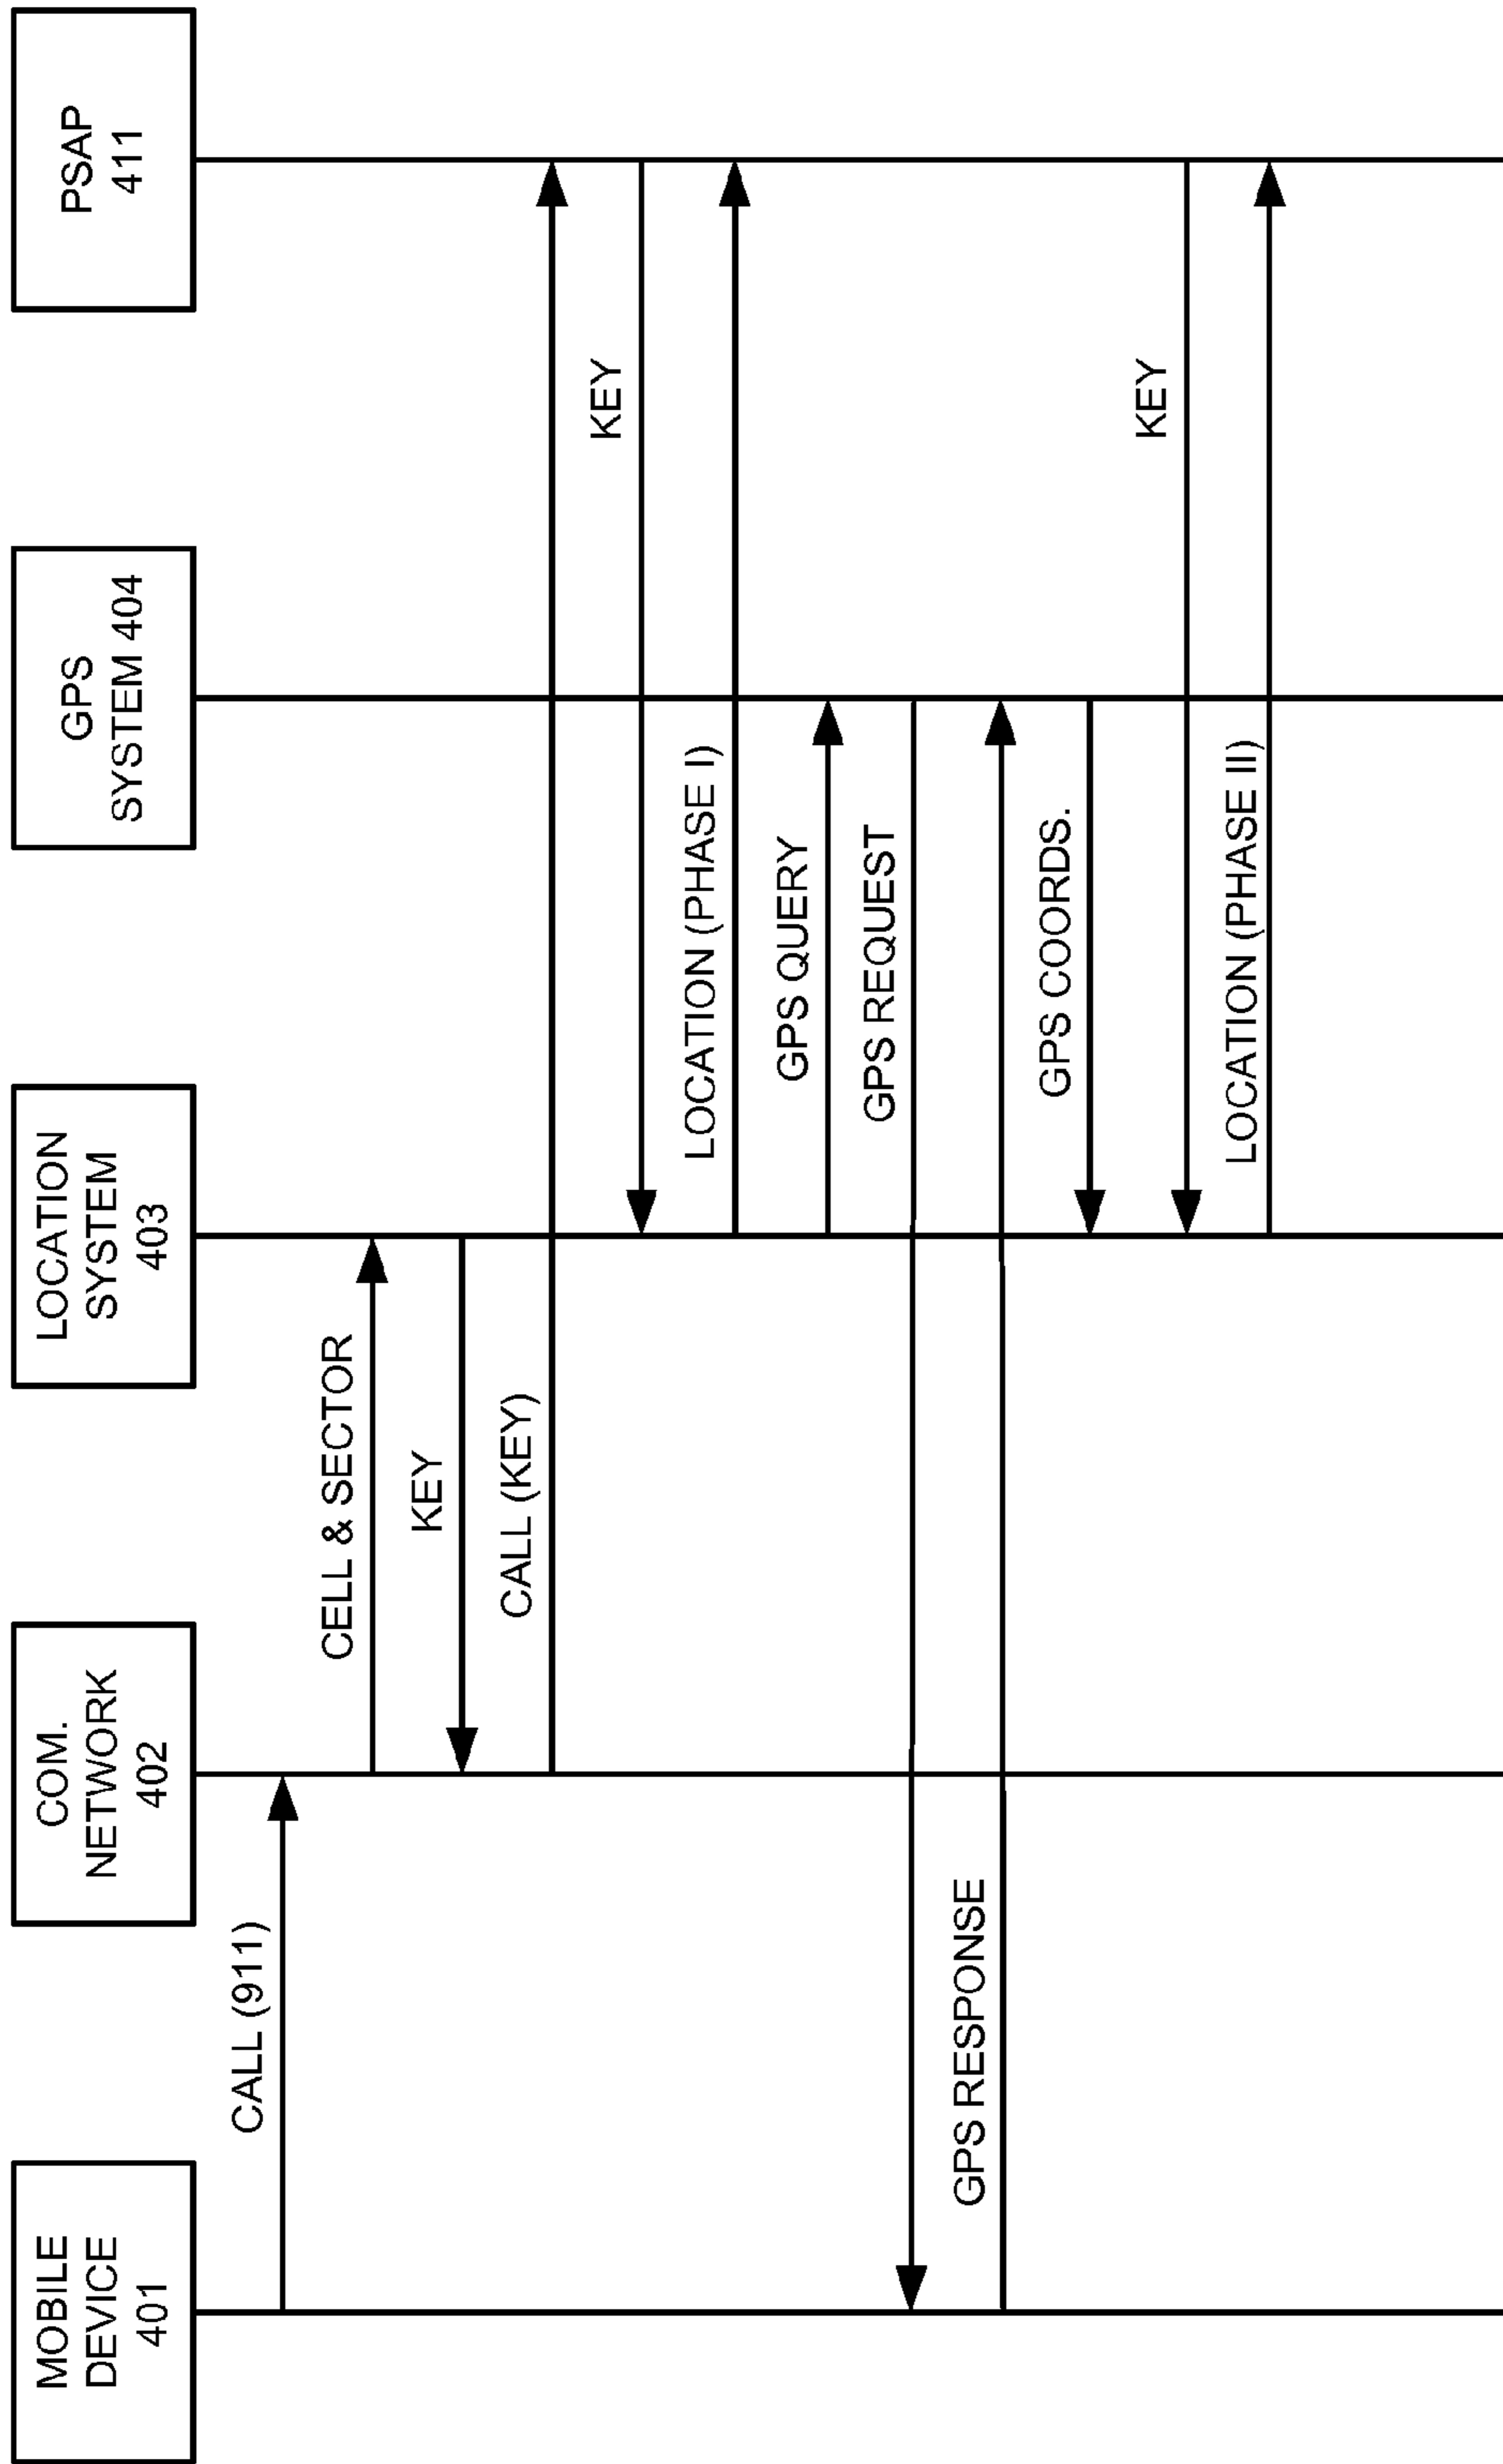 MOBILE
DEVICE
401
COM.
NETWORK
402
LOCATION
SYSTEM
403
GPS
SYSTEM 404
PSAP
411
CALL (911)
CELL & SECTOR
KEY
CALL (KEY)
KEY
LOCATION (PHASE I)
GPS QUERY
GPS REQUEST
GPS RESPONSE
GPS COORDS.
KEY
LOCATION (PHASE II)